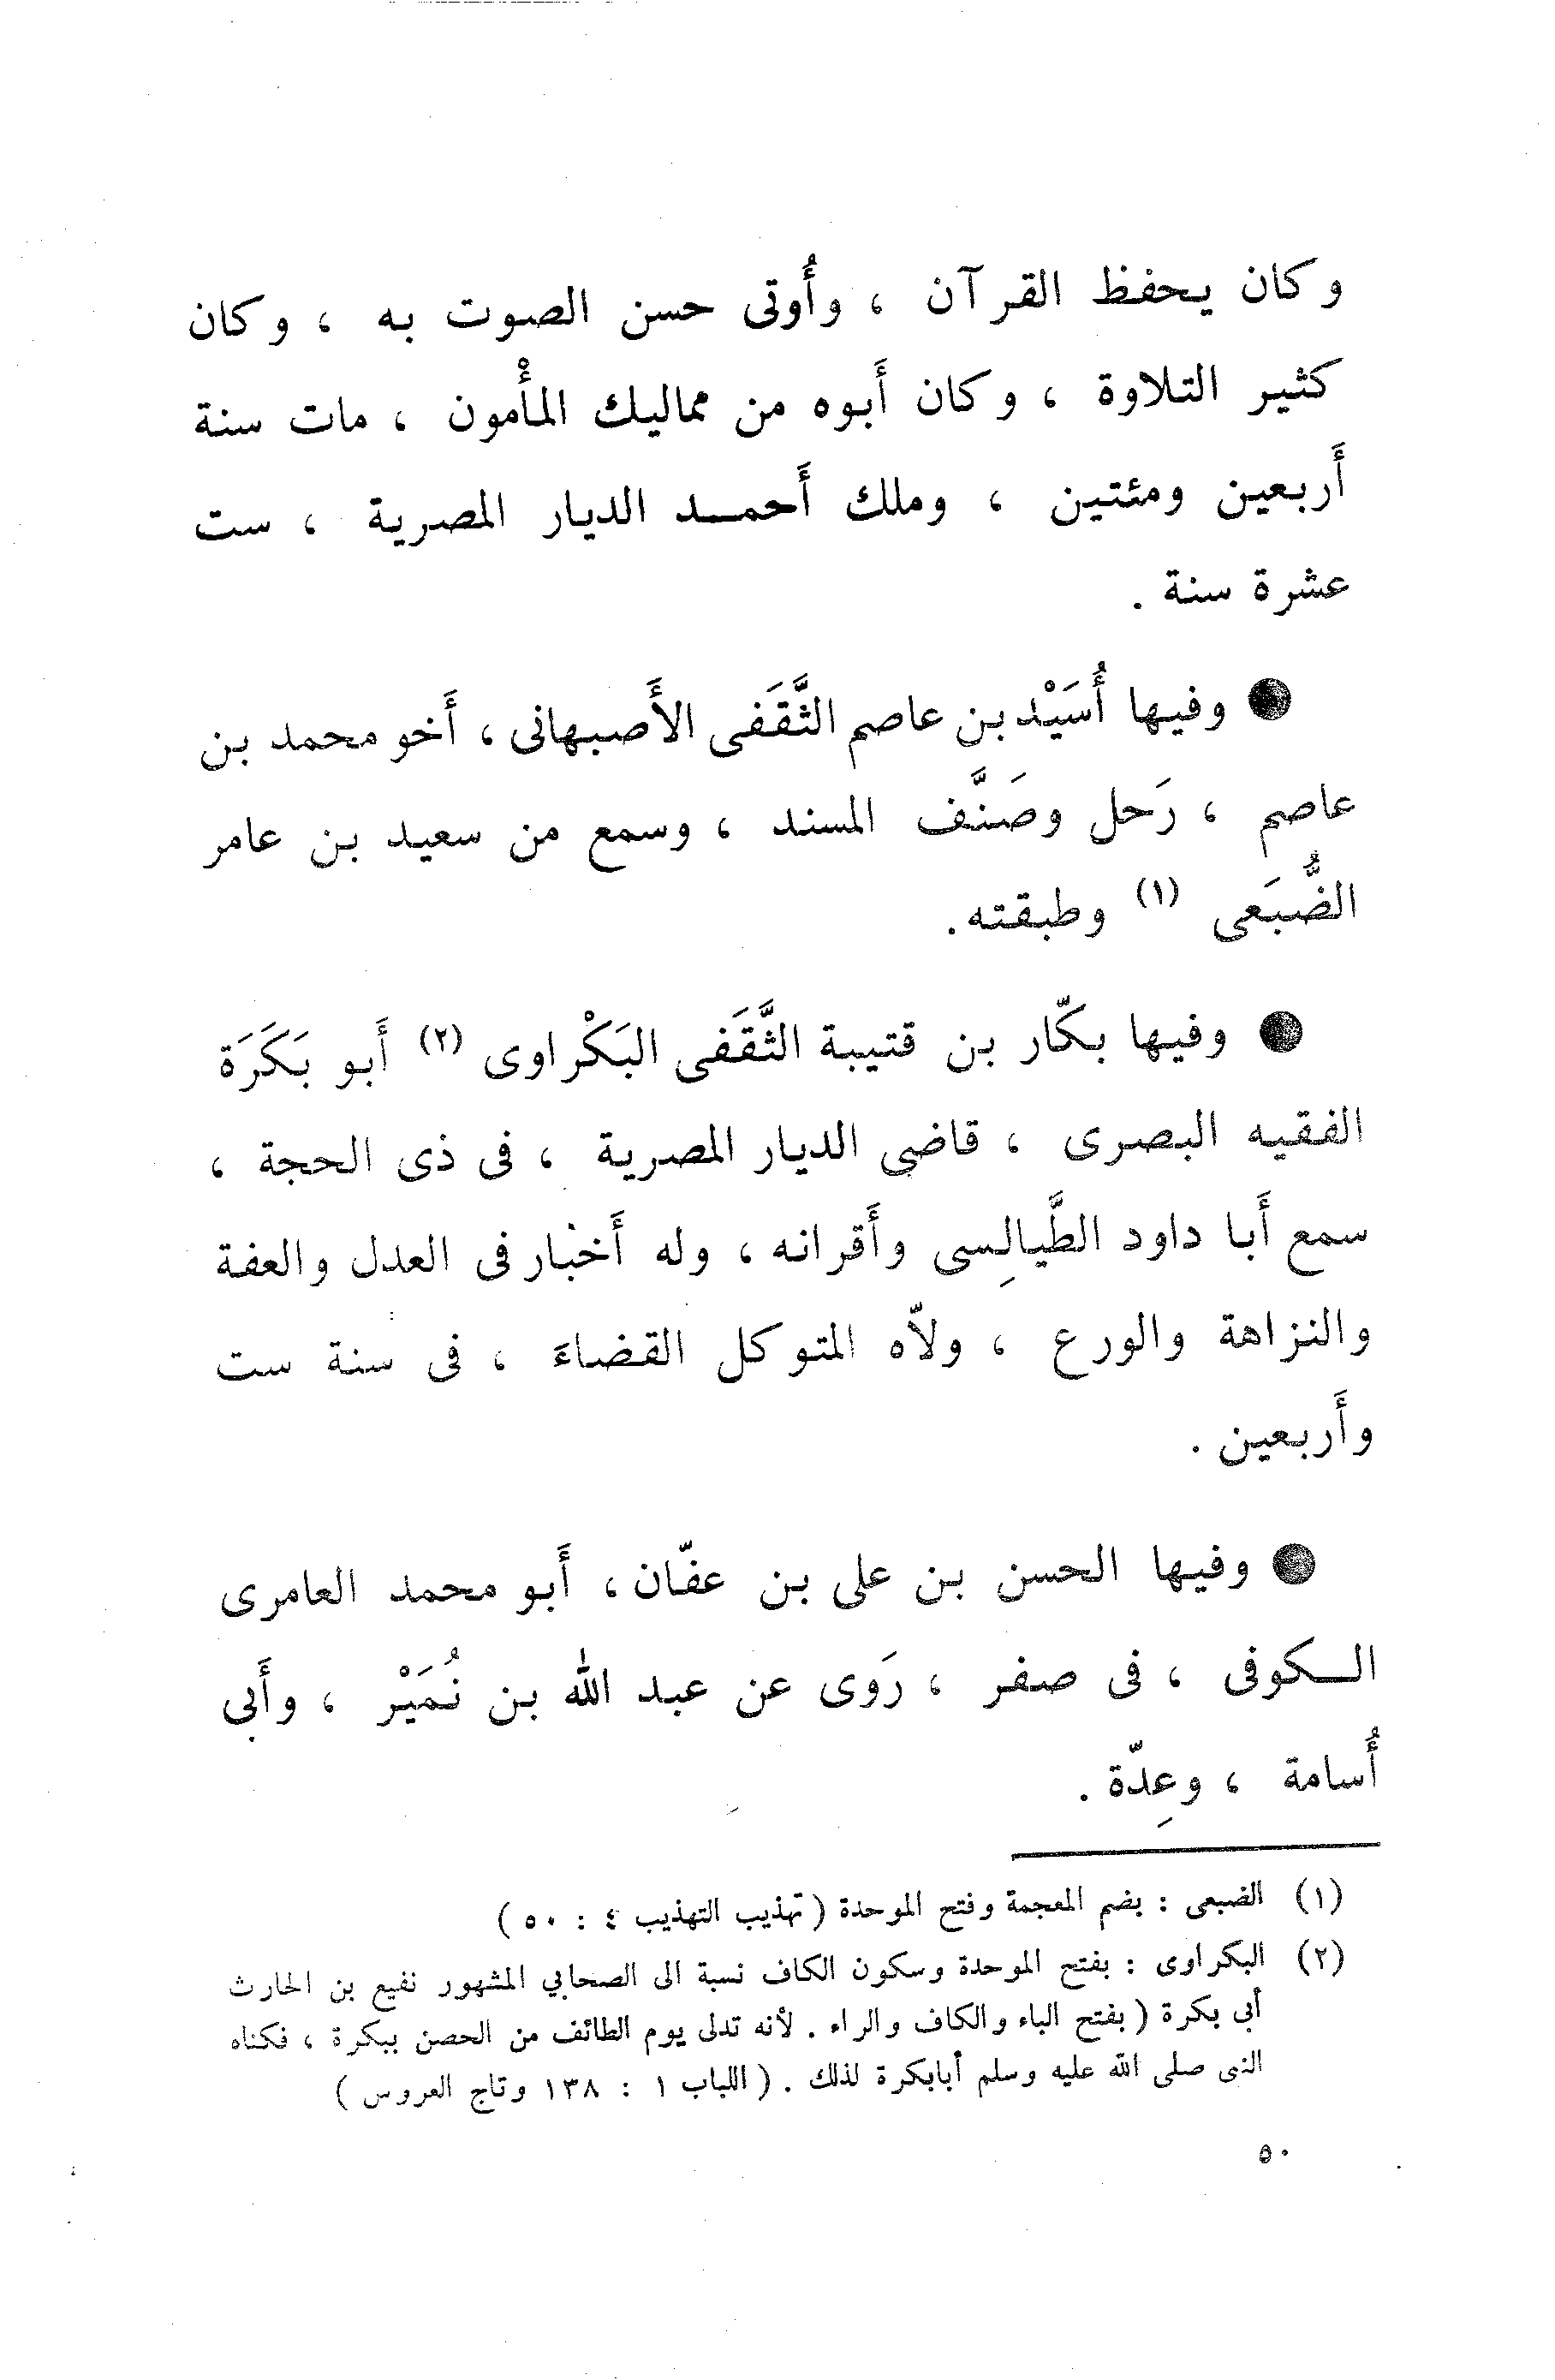 وكان يحفظ القرآن ، وأُوتى حسن الصوت به ، وكان
كثير التلاوة ، وكان أَبوه من مماليك المأْمون ، مات سنة
أَربعين ومئتين ، وملك أَحمـــد الديار المصرية ، ست
عشرة سنة .
● وفيها أُسَيْد بن عاصم الثَّقَفى الأَصبهانى ، أَخو محمد بن
عاصم ، رَحل وصَنَّف المسند ، وسمع من سعيد بن عامر
الضُّبَعى (١) وطبقته .
● وفيها بكّار بن قتيبة الثَّقَفى البَكْراوى (٢) أَبو بَكَرَة
الفقيه البصرى ، قاضى الديار المصرية ، فى ذى الحجة ،
سمع أَبا داود الطَّيالِسى وأَقرانه ، وله أَخبار فى العدل والعفة
والنزاهة والورع ، ولاّه المتوكل القضاءَ ، فى سنة ست
وأَربعين .
● وفيها الحسن بن على بن عفّان ، أَبو محمد العامرى
الــكوفى ، فى صفر ، رَوى عن عبد الله بن نُمَيْر ، وأَبى
أُسامة ، وعِدّة .
(١) الضبعى : بضم المعجمة وفتح الموحدة ( تهذيب التهذيب ٤ : ٥٠ )
(٢) البكراوى : بفتح الموحدة وسكون الكاف نسبة الى الصحابي المشهور نفيع بن الحارث
أبى بكرة ( بفتح الباء والكاف والراء . لأنه تدلى يوم الطائف من الحصن ببكرة ، فكناه
النبى صلى الله عليه وسلم أبابكرة لذلك . ( اللباب ١ : ١٣٨ وتاج العروس )
٥٠